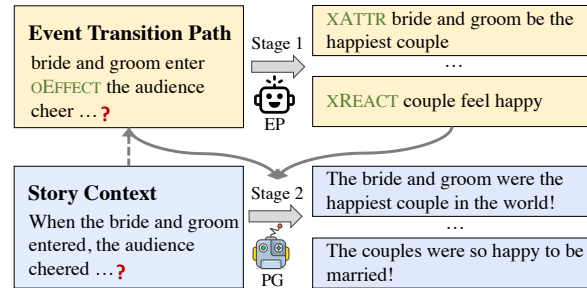 Event Transition Path
bride and groom enter
OEFFECT the audience
cheer ... ?
Stage 1
EP
XATTR bride and groom be the
happiest couple
...
XREACT couple feel happy
Story Context
When the bride and groom
entered, the audience
cheered ... ?
Stage 2
PG
The bride and groom were the
happiest couple in the world!
...
The couples were so happy to be
married!